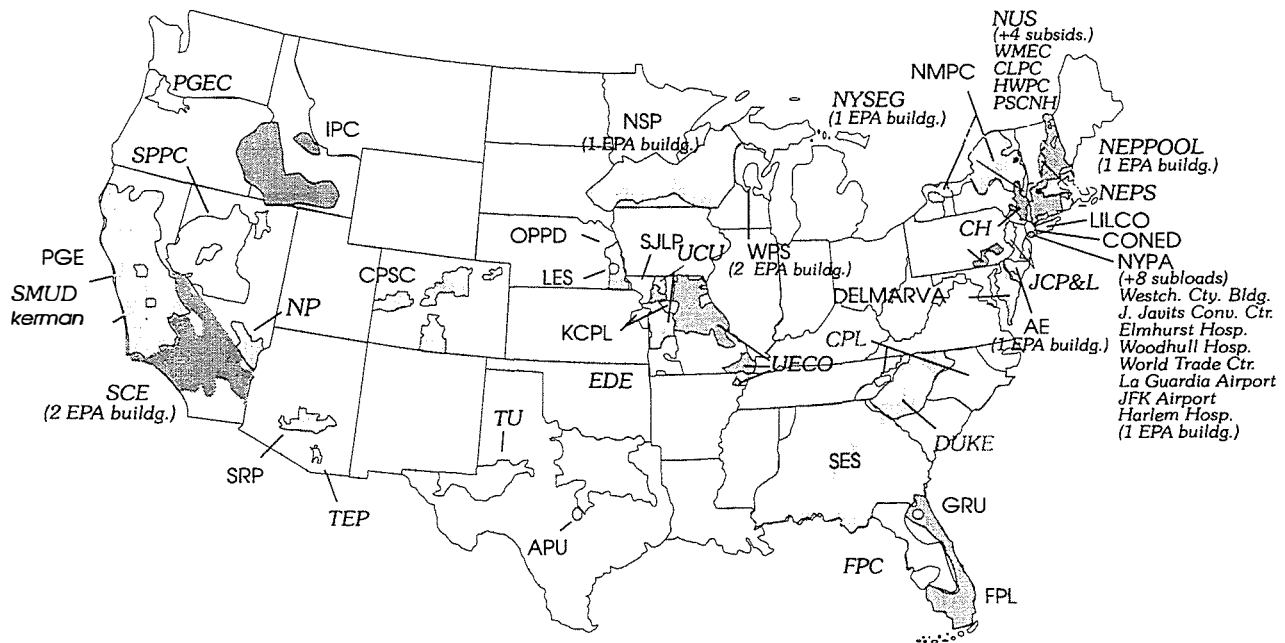 NUS
(+4 subsids.)
WMEC
CLPC
HWPC
PSCNH
NMPC
NYSEG
(1 EPA buildg.)
NSP
(1 EPA buildg.)
PGEC
IPC
SPPC
NEPPOOL
(1 EPA buildg.)
NEPS
LILCO
CONED
NYPA
(+8 subloads)
Westch. Cty. Bldg.
J. Javits Conv. Ctr.
Elmhurst Hosp.
Woodhull Hosp.
World Trade Ctr.
La Guardia Airport
JFK Airport
Harlem Hosp.
(1 EPA buildg.)
CH
JCP&L
OPPD
SJLP
UCU
WPS
(2 EPA buildg.)
LES
PGE
SMUD
kerman
CPSC
NP
KCPL
DELMARVA
AE
(1 EPA buildg.)
CPL
UECO
EDE
SCE
(2 EPA buildg.)
TU
DUKE
SRP
SES
TEP
APU
GRU
FPC
FPL